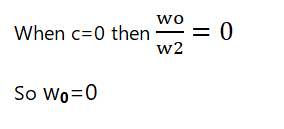 When c=0 then wo/w2 = 0
So w₀=0